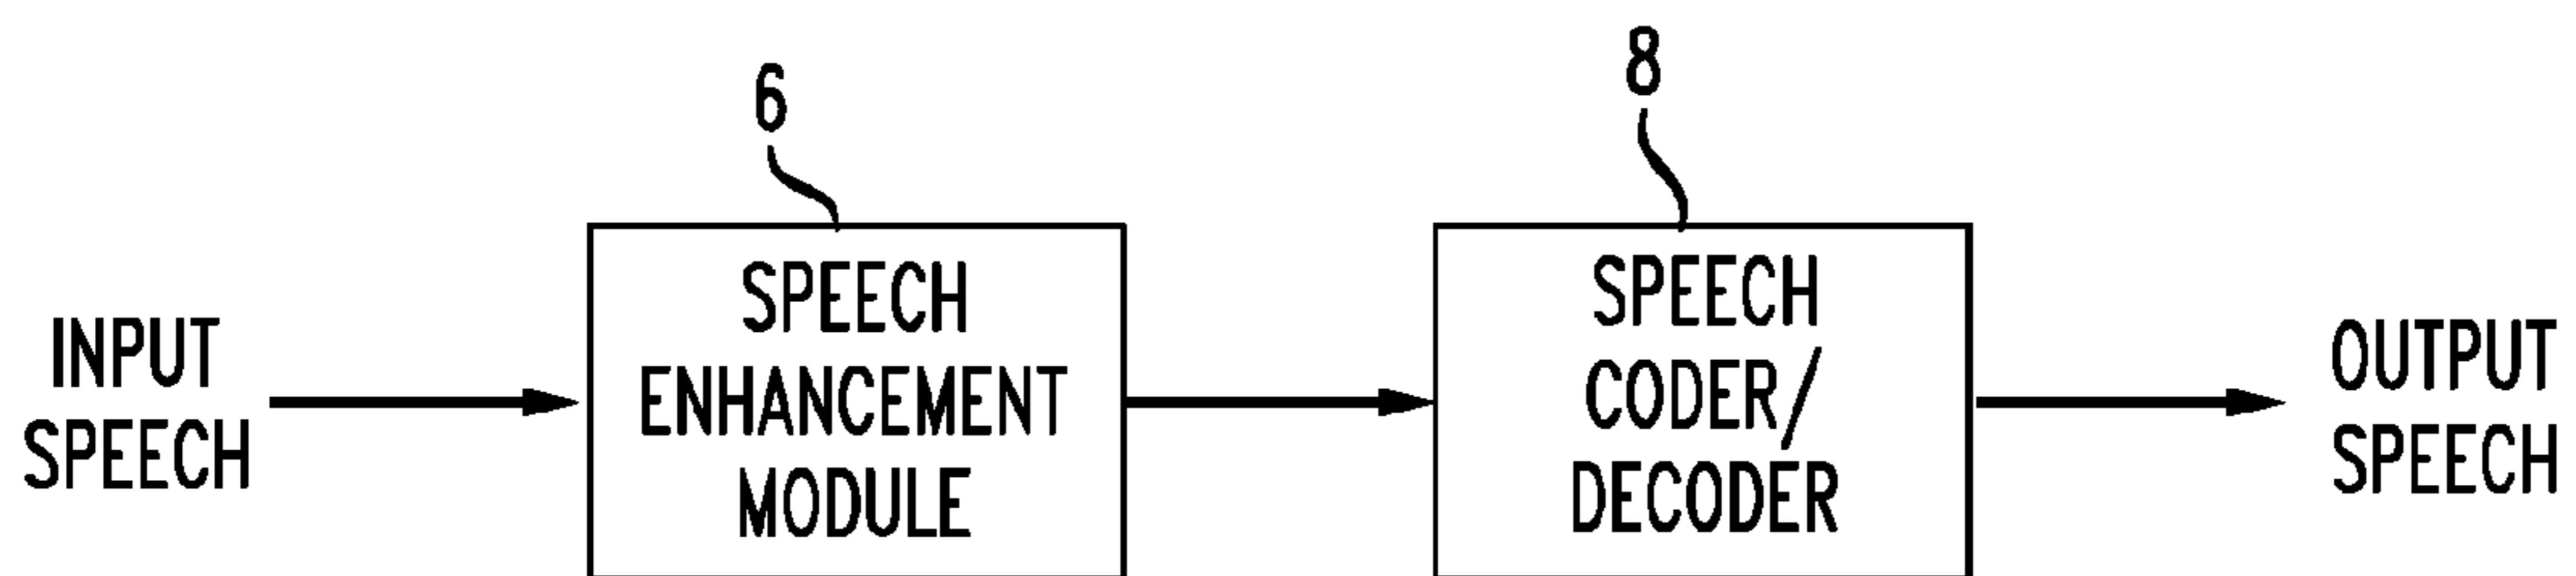 6
8
INPUT
SPEECH
SPEECH
ENHANCEMENT
MODULE
SPEECH
CODER/
DECODER
OUTPUT
SPEECH